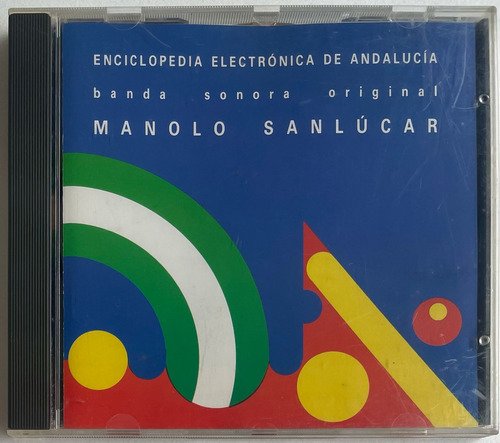 ENCICLOPEDIA ELECTRÓNICA DE ANDALUCÍA
banda sonora original
MANOLO SANLÚCAR